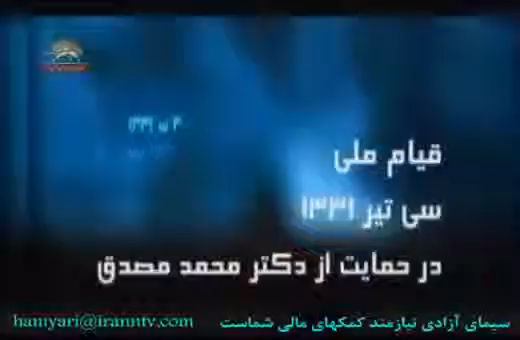 قیام ملی
سی تیر ۱۳۳۱
در حمایت از دکتر محمد مصدق
سیمای آزادی نیازمند کمکهای مالی شماست hamyari@iranntv.com